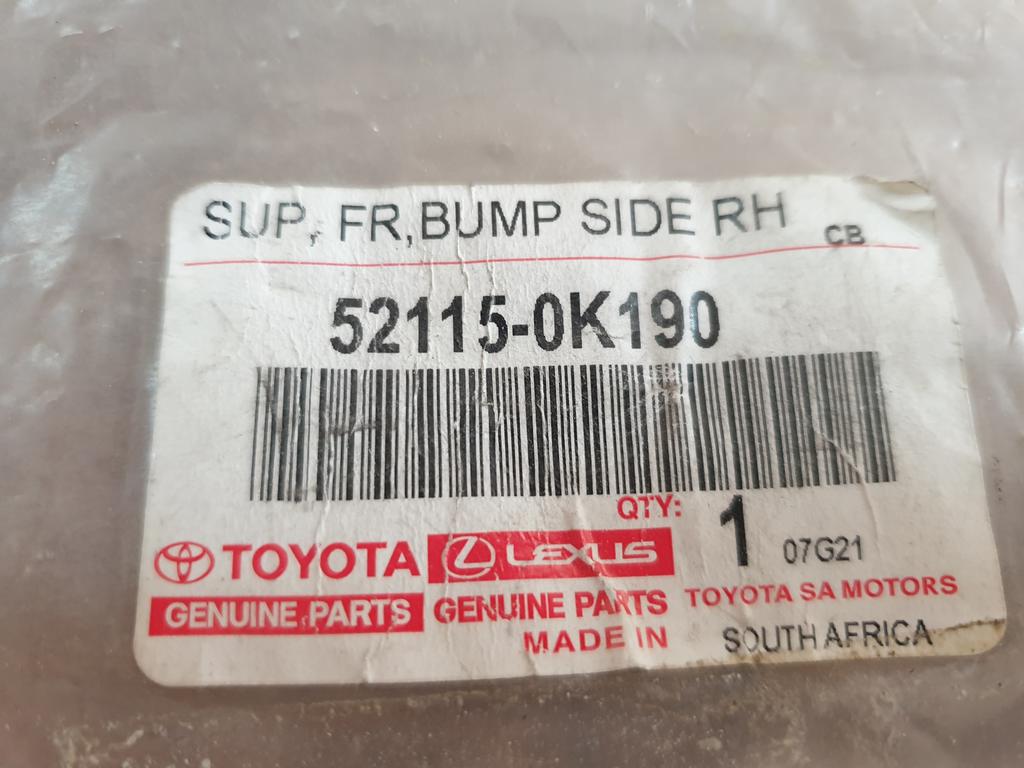 SUP, FR,BUMP SIDE RH CB
52115-0K190
QTY: 1 07G21
TOYOTA LEXUS
GENUINE PARTS GENUINE PARTS TOYOTA SA MOTORS
MADE IN SOUTH AFRICA